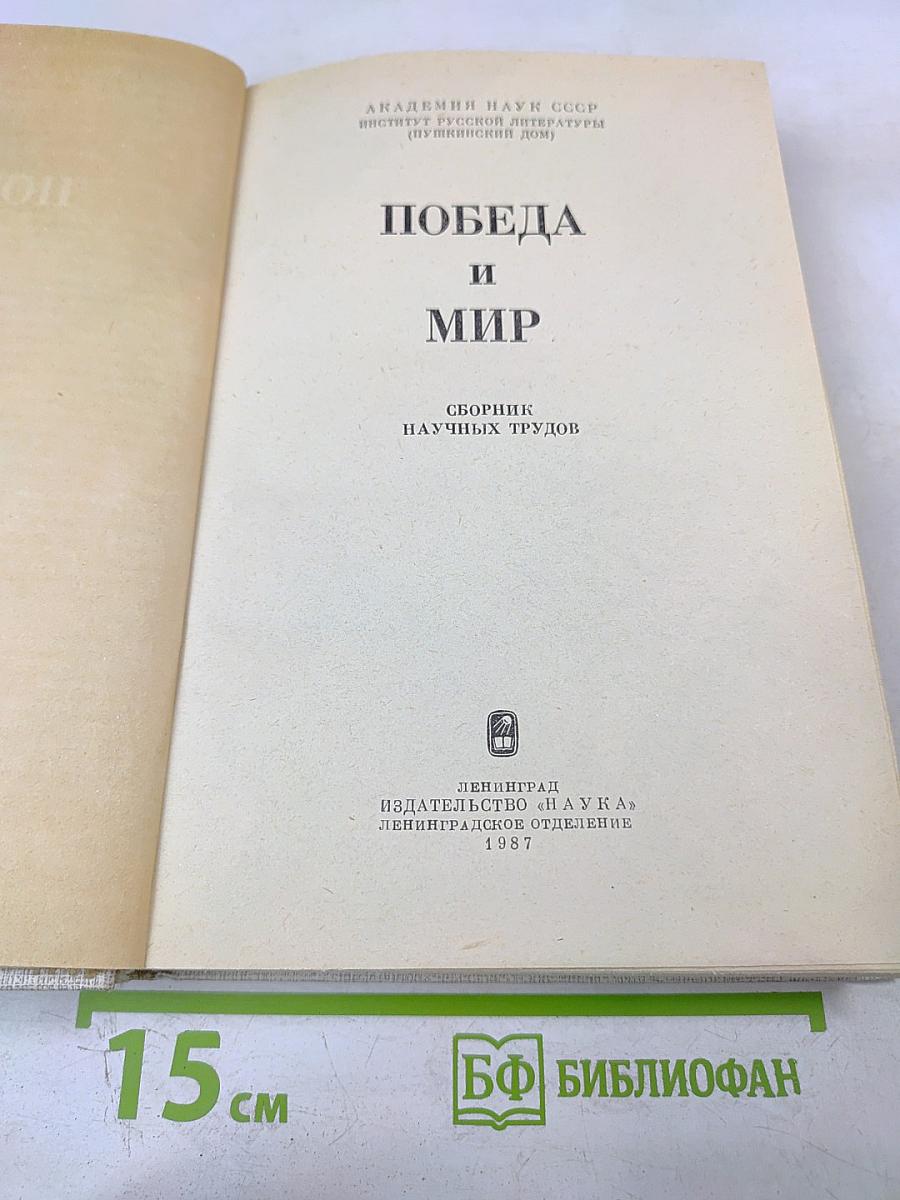 АКАДЕМИЯ НАУК СССР
ИНСТИТУТ РУССКОЙ ЛИТЕРАТУРЫ
(ПУШКИНСКИЙ ДОМ)
ПОБЕДА
И
МИР
СБОРНИК
НАУЧНЫХ ТРУДОВ
ЛЕНИНГРАД
ИЗДАТЕЛЬСТВО «НАУКА»
ЛЕНИНГРАДСКОЕ ОТДЕЛЕНИЕ
1987
15 см
БФ БИБЛИОФАН